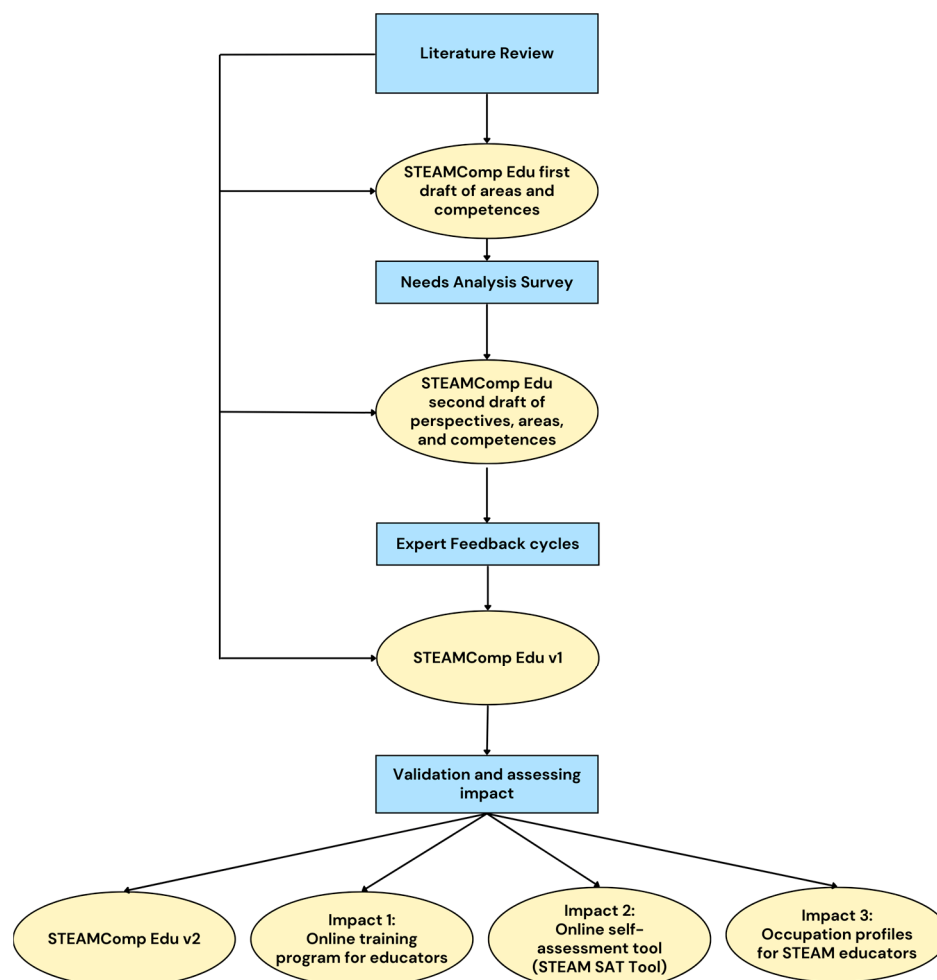 Literature Review
STEAMComp Edu first
draft of areas and
competences
Needs Analysis Survey
STEAMComp Edu
second draft of
perspectives, areas,
and competences
Expert Feedback cycles
STEAMComp Edu v1
Validation and assessing
impact
STEAMComp Edu v2
Impact 1:
Online training
program for educators
Impact 2:
Online self-
assessment tool
(STEAM SAT Tool)
Impact 3:
Occupation profiles
for STEAM educators